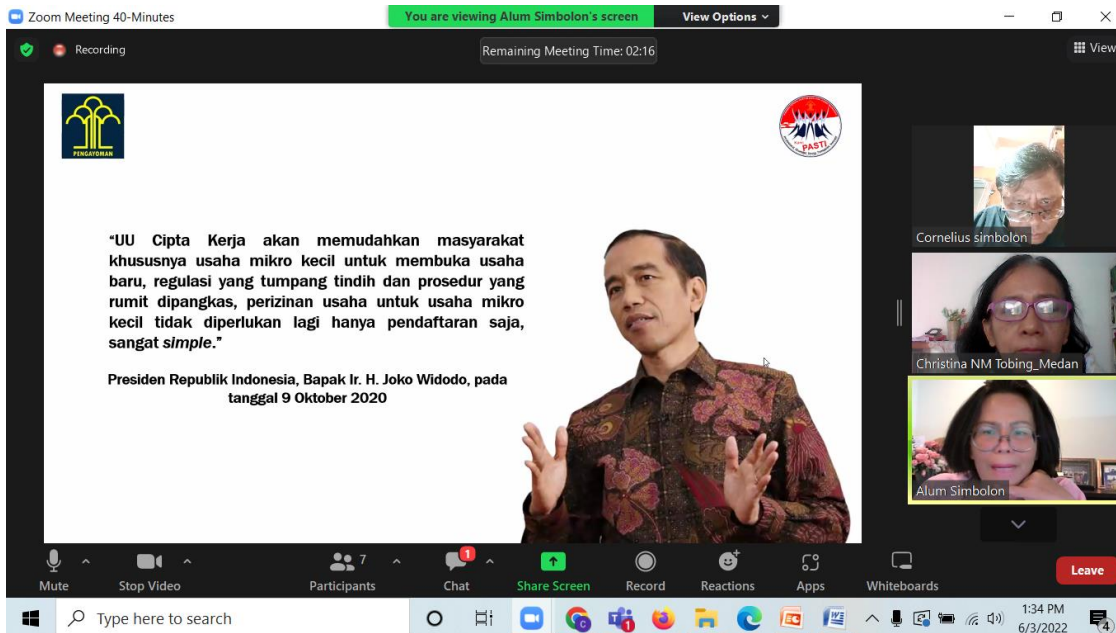 Zoom Meeting 40-Minutes
You are viewing Alum Simbolon's screen
View Options
Recording
Remaining Meeting Time: 02:16
View
PENGAYOMAN
PASTI
"UU Cipta Kerja akan memudahkan masyarakat
khususnya usaha mikro kecil untuk membuka usaha
baru, regulasi yang tumpang tindih dan prosedur yang
rumit dipangkas, perizinan usaha untuk usaha mikro
kecil tidak diperlukan lagi hanya pendaftaran saja,
sangat simple."
Presiden Republik Indonesia, Bapak Ir. H. Joko Widodo, pada
tanggal 9 Oktober 2020
Cornelius simbolon
Christina NM Tobing_Medan
Alum Simbolon
7
1
Mute
Stop Video
Participants
Chat
Share Screen
Record
Reactions
Apps
Whiteboards
Leave
Type here to search
1:34 PM
6/3/2022
4